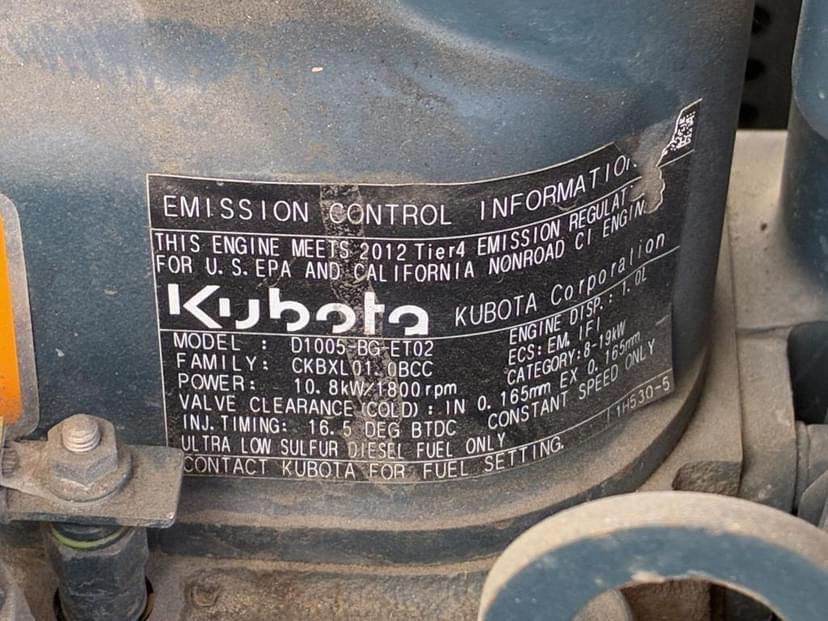 EMISSION CONTROL INFORMATION
THIS ENGINE MEETS 2012 Tier4 EMISSION REGULAT
FOR U.S. EPA AND CALIFORNIA NONROAD CI ENGIN
Kubota KUBOTA Corporation
MODEL : D1005-BG-ET02 ENGINE DISP.: 1.0L
FAMILY: CKBXL01.0BCC ECS: EM, IFI
POWER: 10.8kW/1800rpm CATEGORY:8-19kW
VALVE CLEARANCE(COLD): IN 0.165mm EX 0.165mm
INJ.TIMING: 16.5 DEG BTDC CONSTANT SPEED ONLY
ULTRA LOW SULFUR DIESEL FUEL ONLY
CONTACT KUBOTA FOR FUEL SETTING. 1H530-5